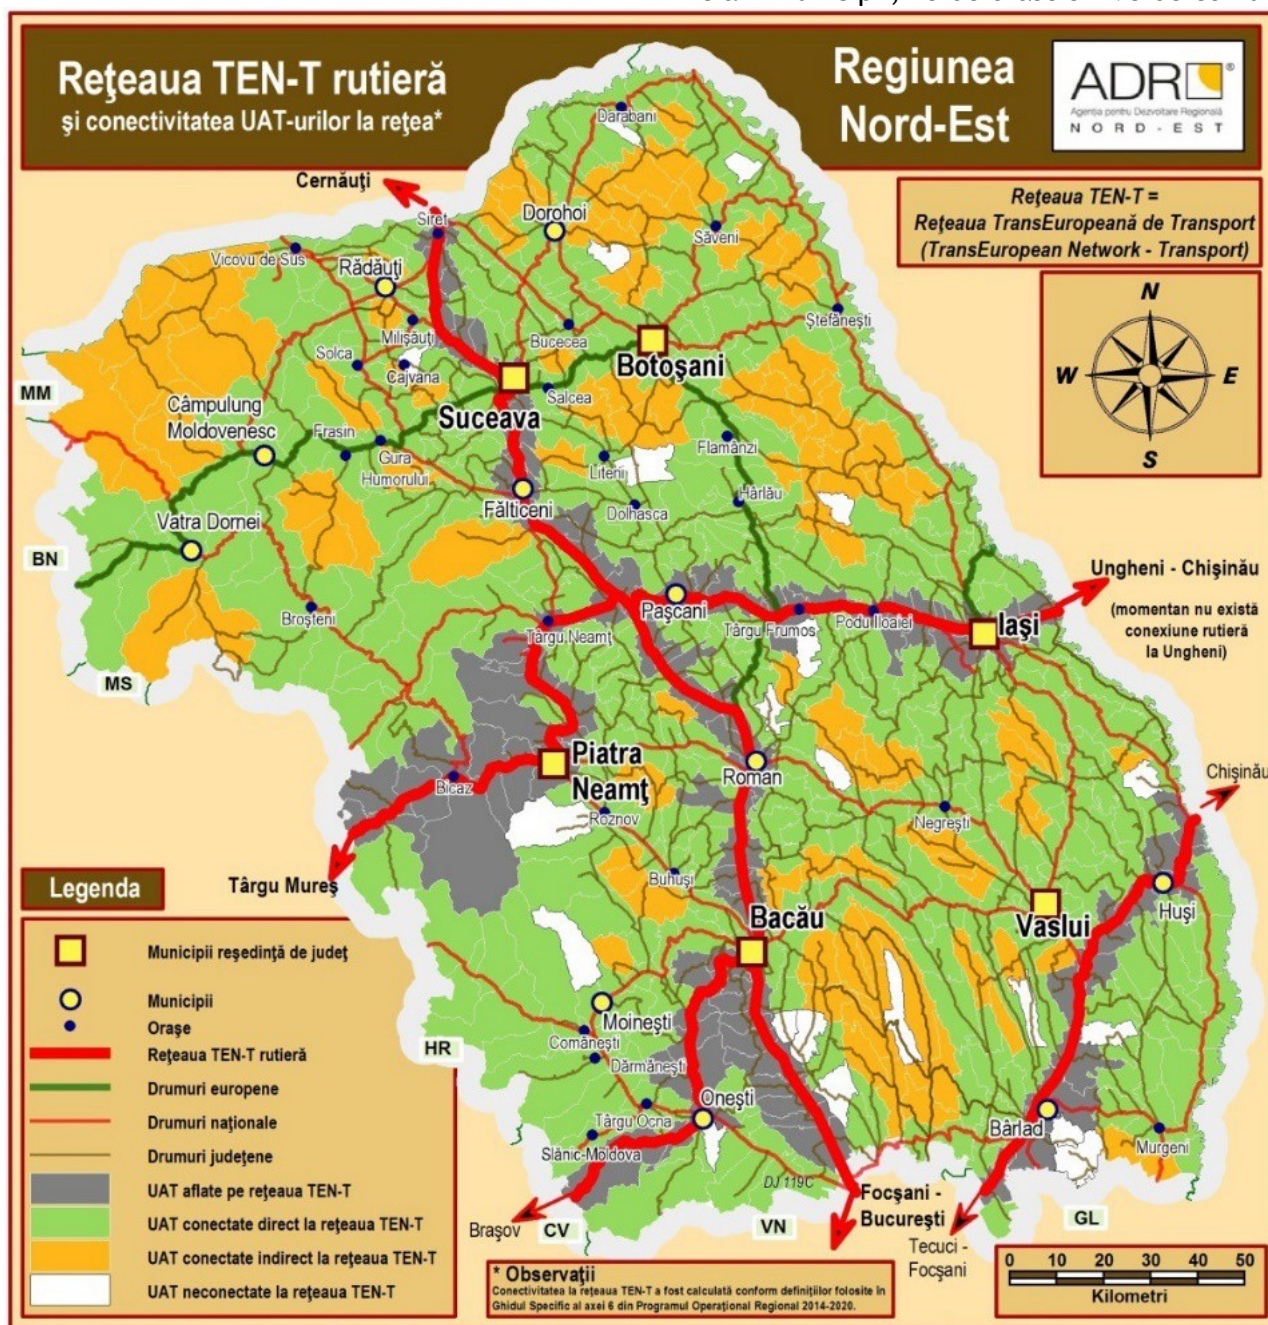 Reţeaua TEN-T rutieră
şi conectivitatea UAT-urilor la reţea*
Regiunea
Nord-Est
ADR
®
Agenţia pentru Dezvoltare Regională
NORD-EST
Reţeaua TEN-T =
Reţeaua TransEuropeană de Transport
(TransEuropean Network - Transport)
N
W
E
S
Cernăuţi
Darabani
Siret
Dorohoi
Săveni
Vicovu de Sus
Rădăuţi
Ştefăneşti
Milişăuţi
Bucecea
Solca
Cajvana
Botoşani
Salcea
Suceava
MM
Câmpulung
Moldovenesc
Frasin
Gura
Humorului
Flamânzi
Liteni
Hârlău
Fălticeni
Dolhasca
Vatra Dornei
BN
Ungheni - Chişinău
(momentan nu există
conexiune rutieră
la Ungheni)
Broşteni
Paşcani
Târgu Neamţ
Târgu Frumos
Podu Iloaiei
Iaşi
MS
Piatra
Neamţ
Bicaz
Roman
Chişinău
Roznov
Negreşti
Târgu Mureş
Buhuşi
Bacău
Vaslui
Huşi
Moineşti
Comăneşti
HR
Dărmăneşti
Oneşti
Târgu Ocna
Slănic-Moldova
Bârlad
Murgeni
DJ 119C
Braşov
CV
VN
Focşani -
Bucureşti
GL
Tecuci -
Focşani
Legenda
Municipii reşedinţă de judeţ
Municipii
Oraşe
Reţeaua TEN-T rutieră
Drumuri europene
Drumuri naţionale
Drumuri judeţene
UAT aflate pe reţeaua TEN-T
UAT conectate direct la reţeaua TEN-T
UAT conectate indirect la reţeaua TEN-T
UAT neconectate la reţeaua TEN-T
* Observaţii
Conectivitatea la reţeaua TEN-T a fost calculată conform definiţiilor folosite în
Ghidul Specific al axei 6 din Programul Operaţional Regional 2014-2020.
0 10 20 30 40 50
Kilometri